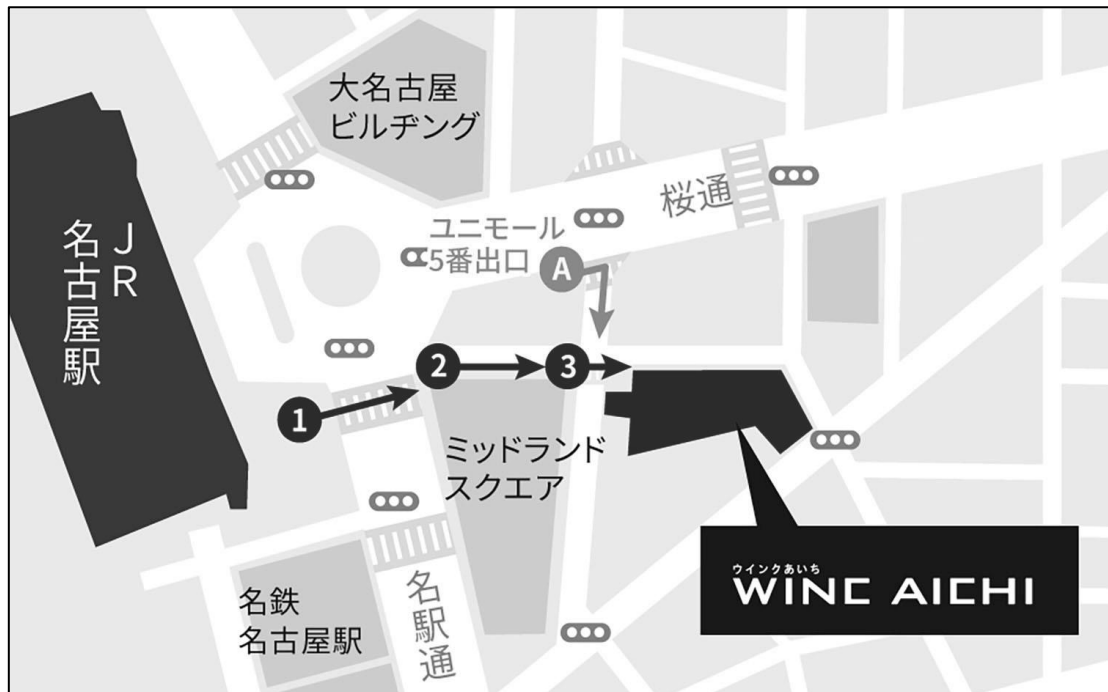 大名古屋
ビルヂング
JR
名古屋駅
ユニモール
5番出口
A
桜通
1
2
3
ミッドランド
スクエア
名鉄
名古屋駅
名駅通
ウインクあいち
WINC AICHI